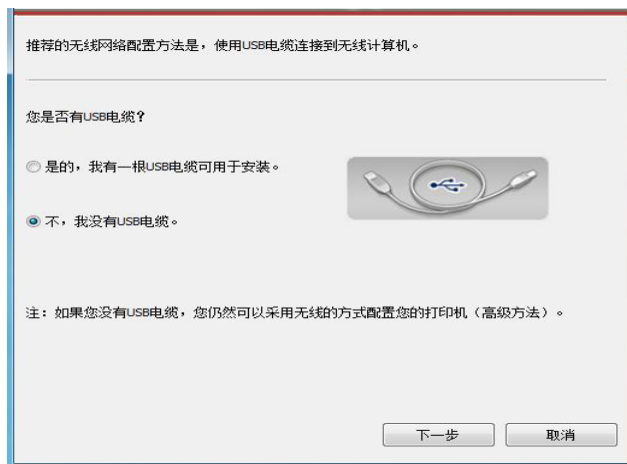 推荐的无线网络配置方法是，使用USB电缆连接到无线计算机。
您是否有USB电缆?
是的，我有一根USB电缆可用于安装。
不，我没有USB电缆。
注：如果您没有USB电缆，您仍然可以采用无线的方式配置您的打印机（高级方法）。
下一步
取消